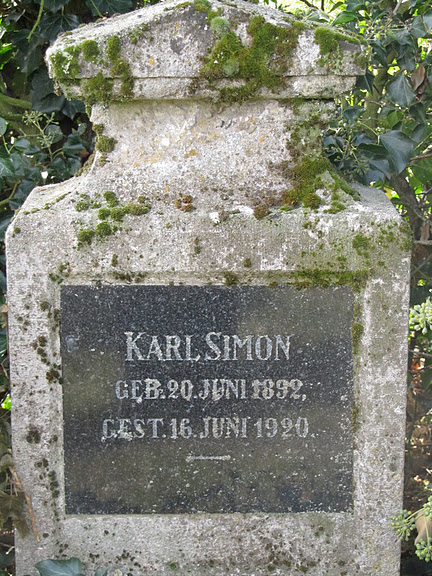 KARL SIMON
GEB. 20. JUNI 1892,
GEST. 16. JUNI 1920.